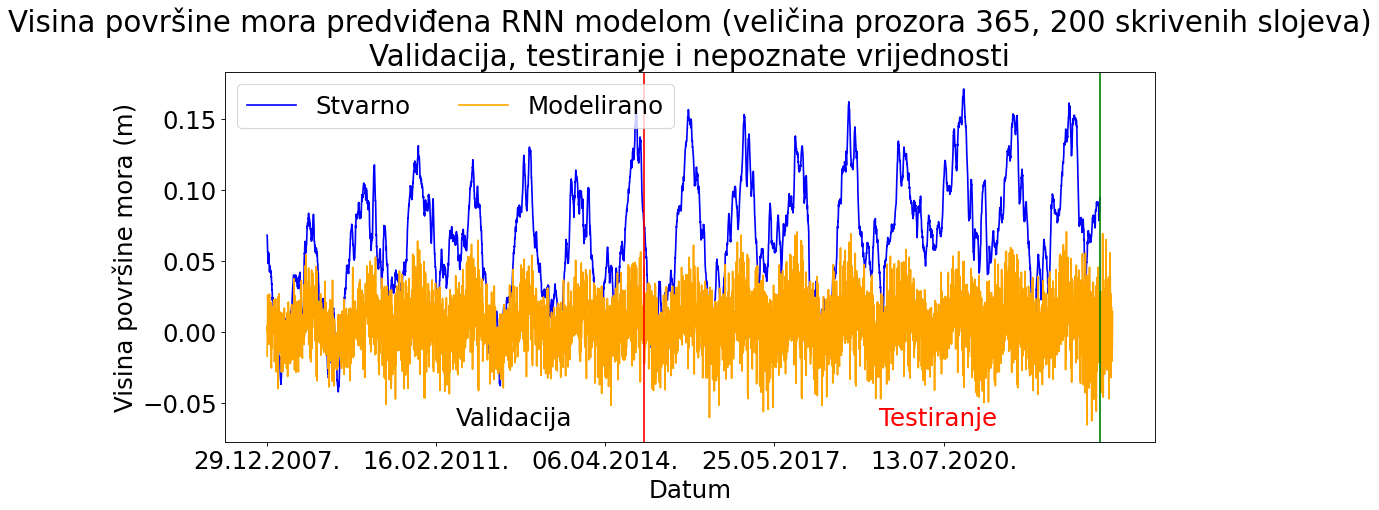 Visina površine mora predviđena RNN modelom (veličina prozora 365, 200 skrivenih slojeva)
Validacija, testiranje i nepoznate vrijednosti
Stvarno
Modelirano
Visina površine mora (m)
0.15
0.10
0.05
0.00
−0.05
Validacija
Testiranje
29.12.2007.
16.02.2011.
06.04.2014.
25.05.2017.
13.07.2020.
Datum